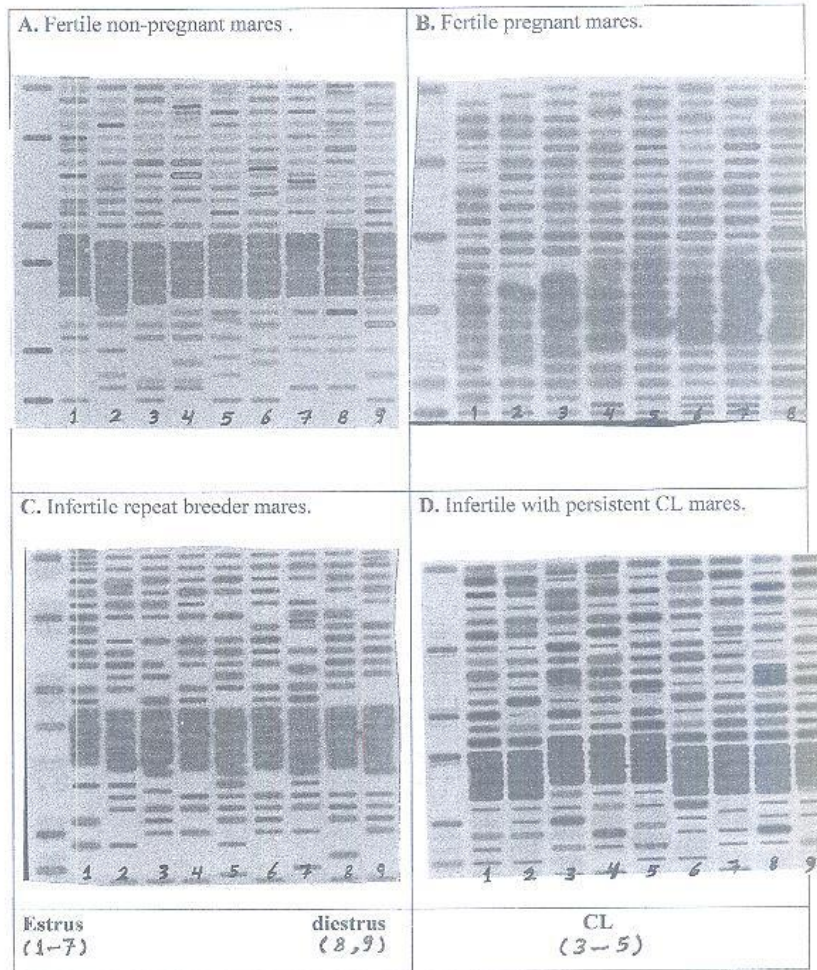 A. Fertile non-pregnant mares .
B. Fertile pregnant mares.
1 2 3 4 5 6 7 8 9
1 2 3 4 5 6 7 8
C. Infertile repeat breeder mares.
D. Infertile with persistent CL mares.
1 2 3 4 5 6 7 8 9
1 2 3 4 5 6 7 8 9
Estrus diestrus CL
(1-7) (8,9) (3-5)